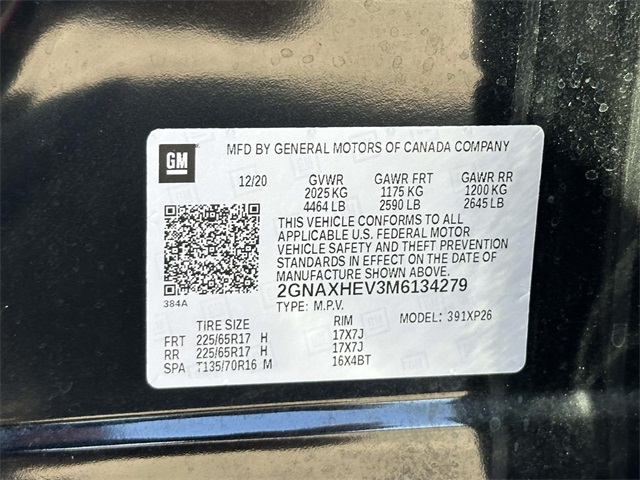 GM
MFD BY GENERAL MOTORS OF CANADA COMPANY
12/20 GVWR GAWR FRT GAWR RR
2025 KG 1175 KG 1200 KG
4464 LB 2590 LB 2645 LB
THIS VEHICLE CONFORMS TO ALL
APPLICABLE U.S. FEDERAL MOTOR
VEHICLE SAFETY AND THEFT PREVENTION
STANDARDS IN EFFECT ON THE DATE OF
MANUFACTURE SHOWN ABOVE.
384A
2GNAXHEV3M6134279
TYPE: M.P.V.
MODEL: 391XP26
TIRE SIZE RIM
FRT 225/65R17 H 17X7J
RR 225/65R17 H 17X7J
SPA T135/70R16 M 16X4BT